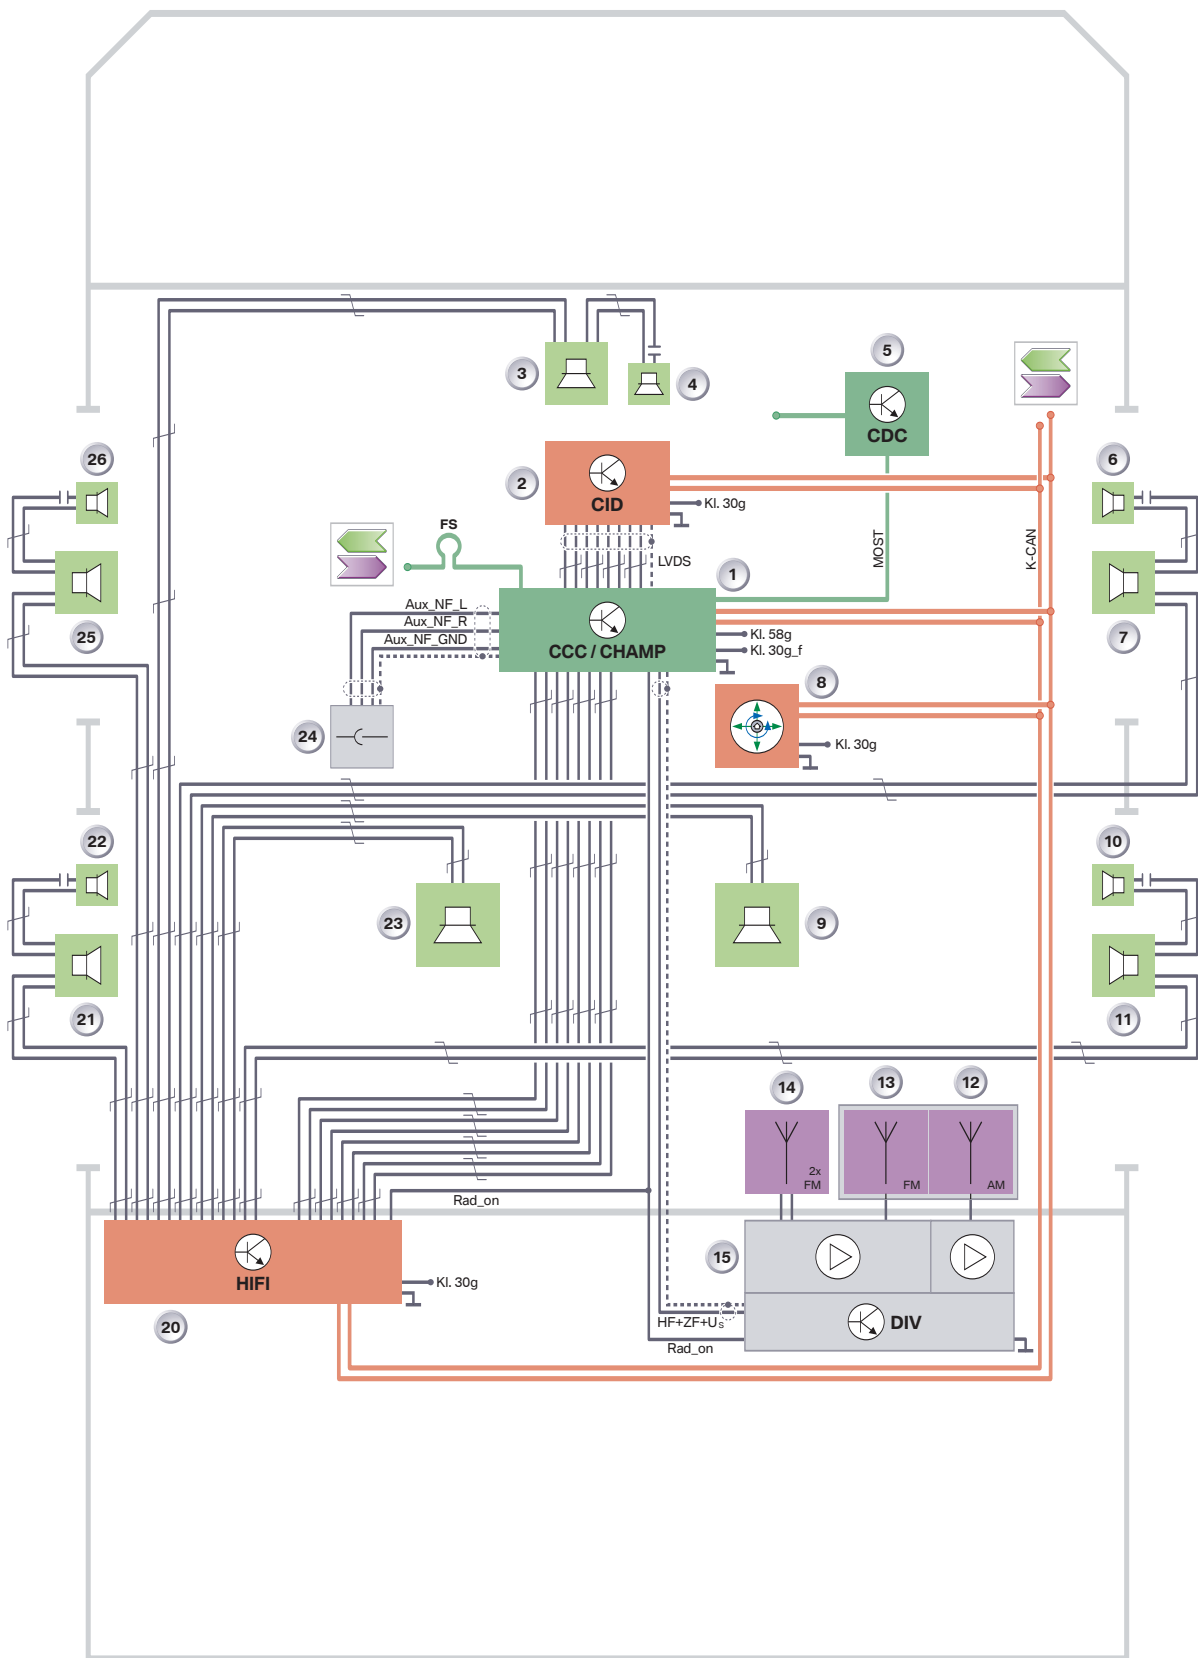 5
3
4
CDC
26
6
2
CID
Kl. 30g
FS
MOST
K-CAN
LVDS
1
Aux_NF_L
Aux_NF_R
Aux_NF_GND
25
7
Kl. 58g
CCC / CHAMP
Kl. 30g_f
8
24
Kl. 30g
22
10
23
9
21
11
14
13
12
2x
FM
FM
AM
Rad_on
15
HIFI
Kl. 30g
20
HF+ZF+US
DIV
Rad_on